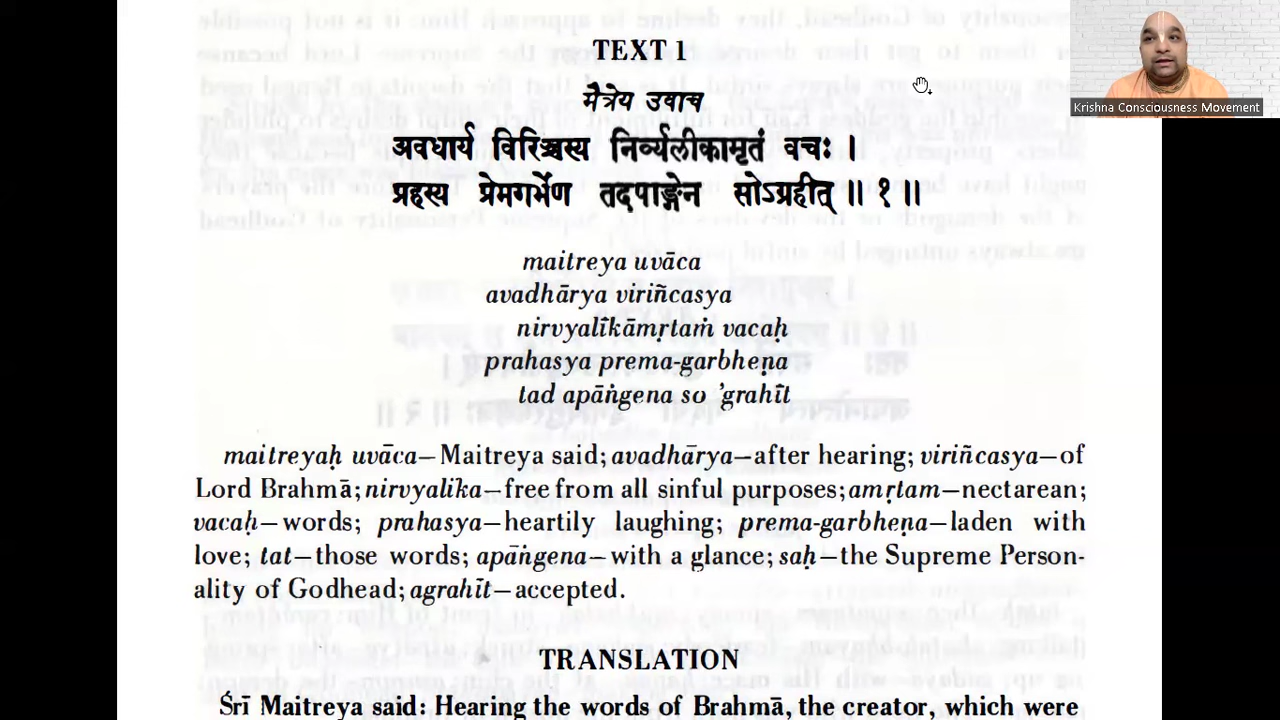 TEXT 1
मैत्रेय उवाच
अवधार्य विरिञ्चस्य निर्व्यलीकामृतं वचः ।
प्रहस्य प्रेमगर्भेण तदपाङ्गेन सोऽग्रहीत् ॥ १ ॥
maitreya uvāca
avadhārya viriñcasya
nirvyalīkāmṛtaṁ vacaḥ
prahasya prema-garbheṇa
tad apāṅgena so 'grahīt
maitreyaḥ uvāca—Maitreya said; avadhārya—after hearing; viriñcasya—of
Lord Brahmā; nirvyalīka—free from all sinful purposes; amṛtam—nectarean;
vacaḥ—words; prahasya—heartily laughing; prema-garbheṇa—laden with
love; tat—those words; apāṅgena—with a glance; saḥ—the Supreme Person-
ality of Godhead; agrahīt—accepted.
TRANSLATION
Śrī Maitreya said: Hearing the words of Brahmā, the creator, which were
Krishna Consciousness Movement